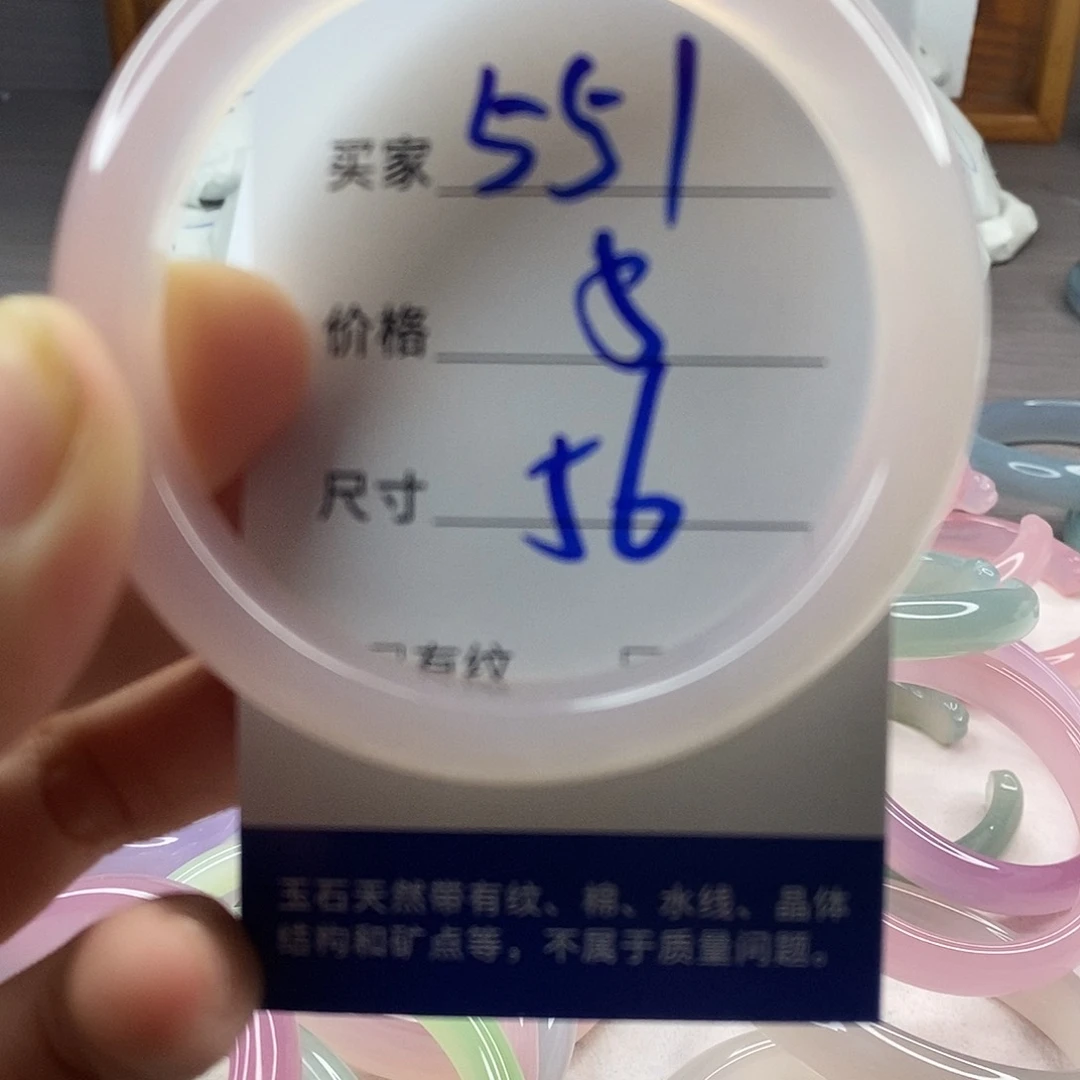 买家 551
价格 8
尺寸 56
有纹
玉石天然带有纹、棉、水线、晶体
结构和矿点等，不属于质量问题。